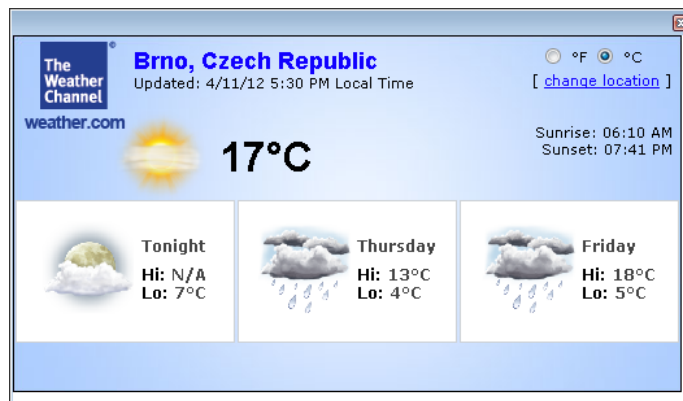 The
Weather
Channel
weather.com
Brno, Czech Republic
Updated: 4/11/12 5:30 PM Local Time
°F °C
[ change location ]
17°C
Sunrise: 06:10 AM
Sunset: 07:41 PM
Tonight
Hi: N/A
Lo: 7°C
Thursday
Hi: 13°C
Lo: 4°C
Friday
Hi: 18°C
Lo: 5°C